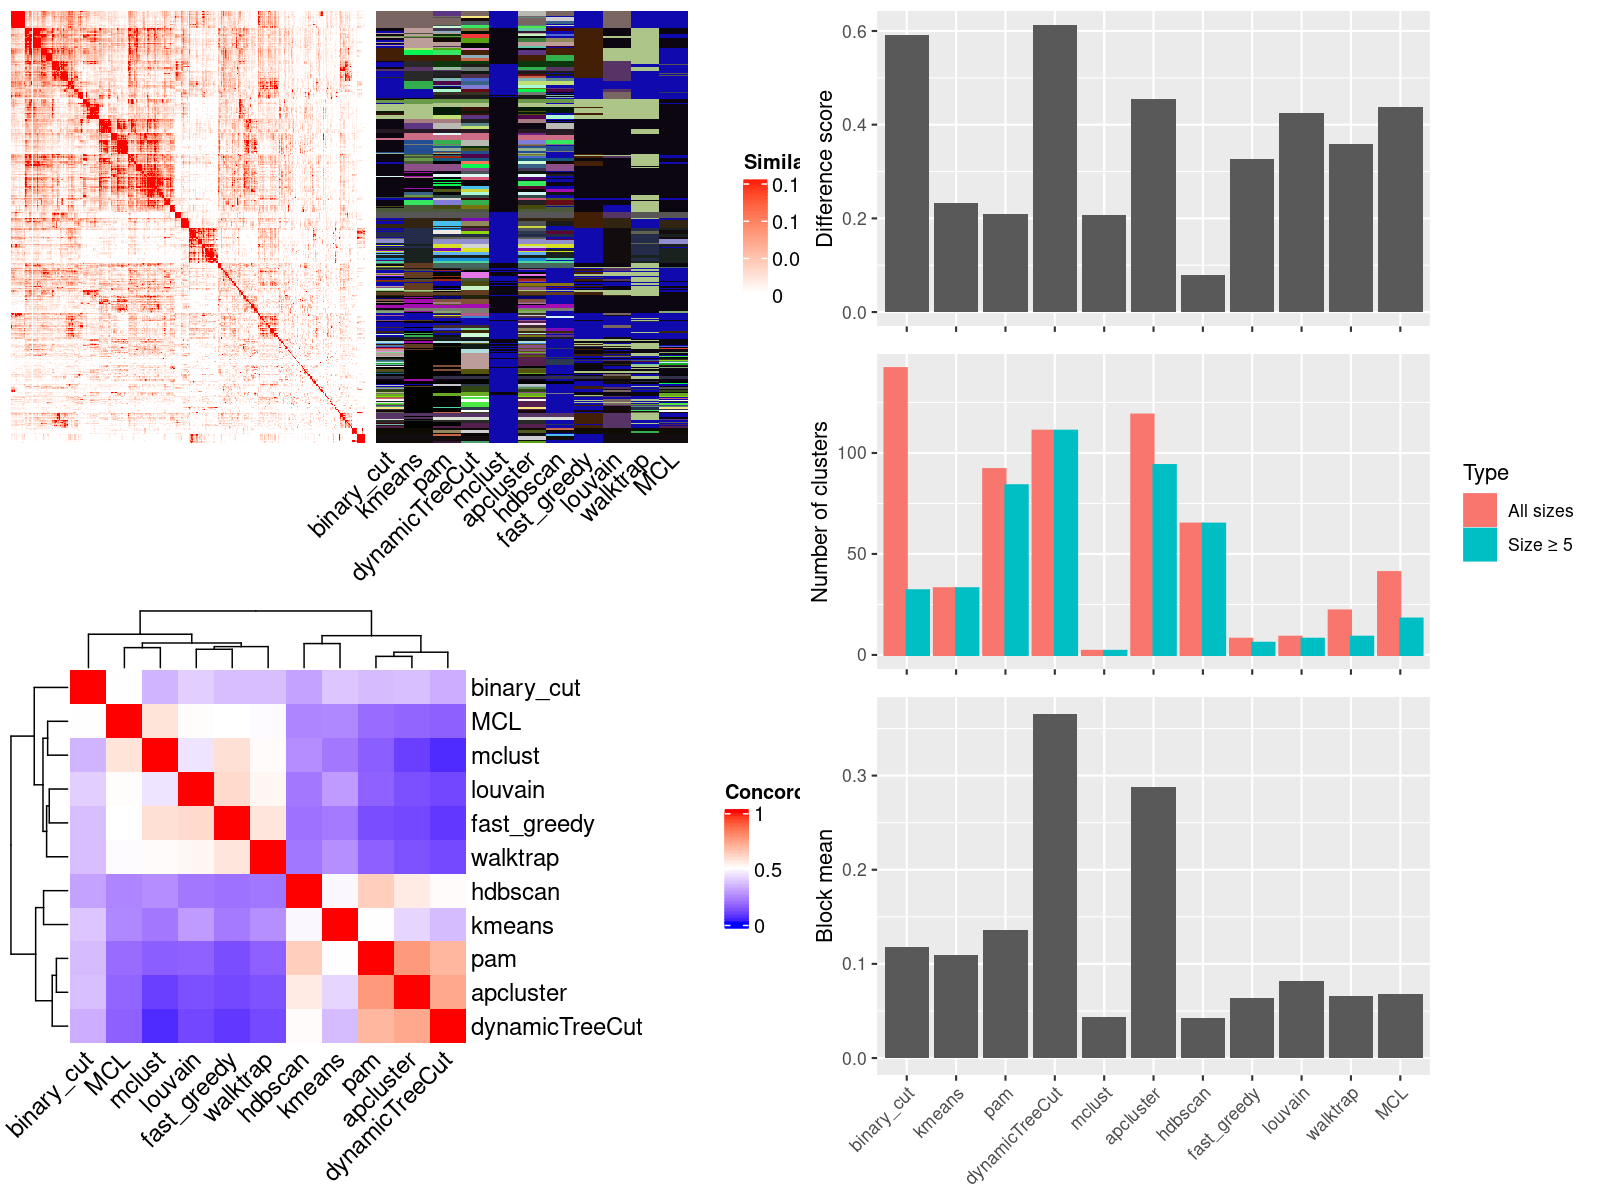 Simila
0.1
0.1
0.0
0
binary_cut
kmeans
pam
dynamicTreeCut
mclust
apcluster
hdbscan
fast_greedy
louvain
walktrap
MCL
binary_cut
MCL
mclust
louvain
fast_greedy
walktrap
hdbscan
kmeans
pam
apcluster
dynamicTreeCut
Concord
1
0.5
0
binary_cut
MCL
mclust
louvain
fast_greedy
walktrap
hdbscan
kmeans
pam
apcluster
dynamicTreeCut
Difference score
0.6
0.4
0.2
0.0
Number of clusters
100
50
0
Type
All sizes
Size ≥ 5
Block mean
0.3
0.2
0.1
0.0
binary_cut
kmeans
pam
dynamicTreeCut
mclust
apcluster
hdbscan
fast_greedy
louvain
walktrap
MCL